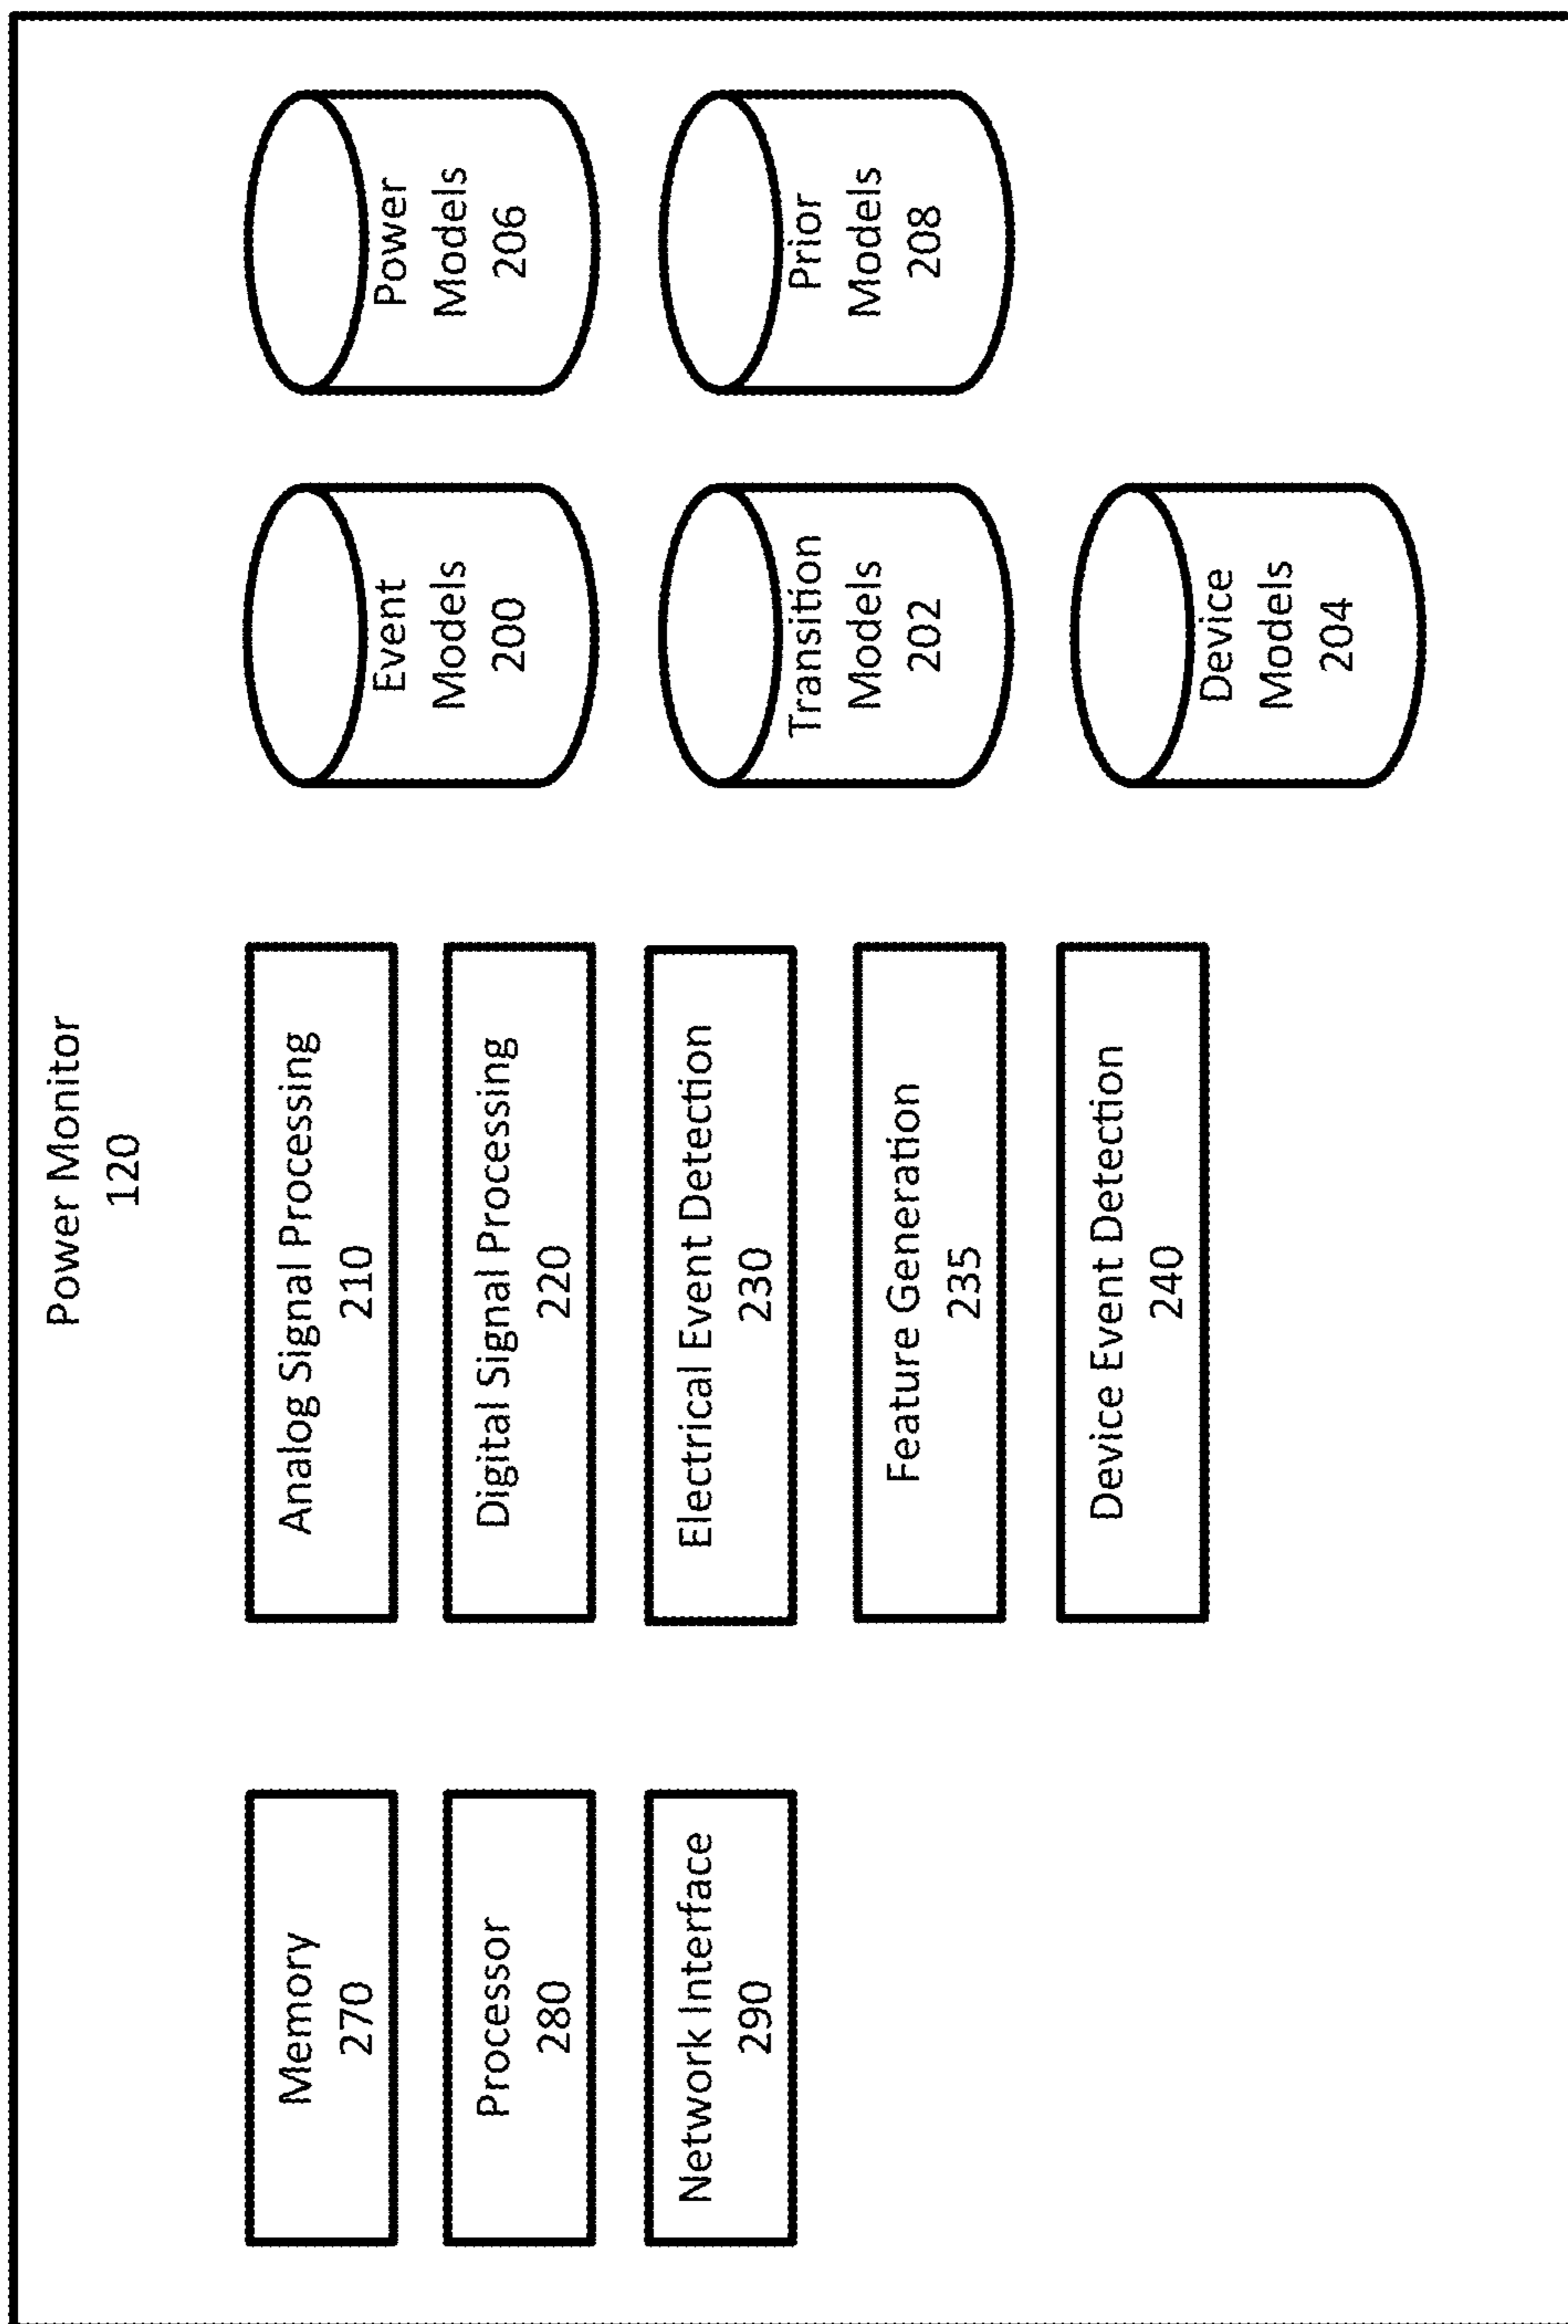 Power Monitor
120
Memory
270
Processor
280
Network Interface
290
Analog Signal Processing
210
Digital Signal Processing
220
Electrical Event Detection
230
Feature Generation
235
Device Event Detection
240
Event
Models
200
Transition
Models
202
Device
Models
204
Power
Models
206
Prior
Models
208